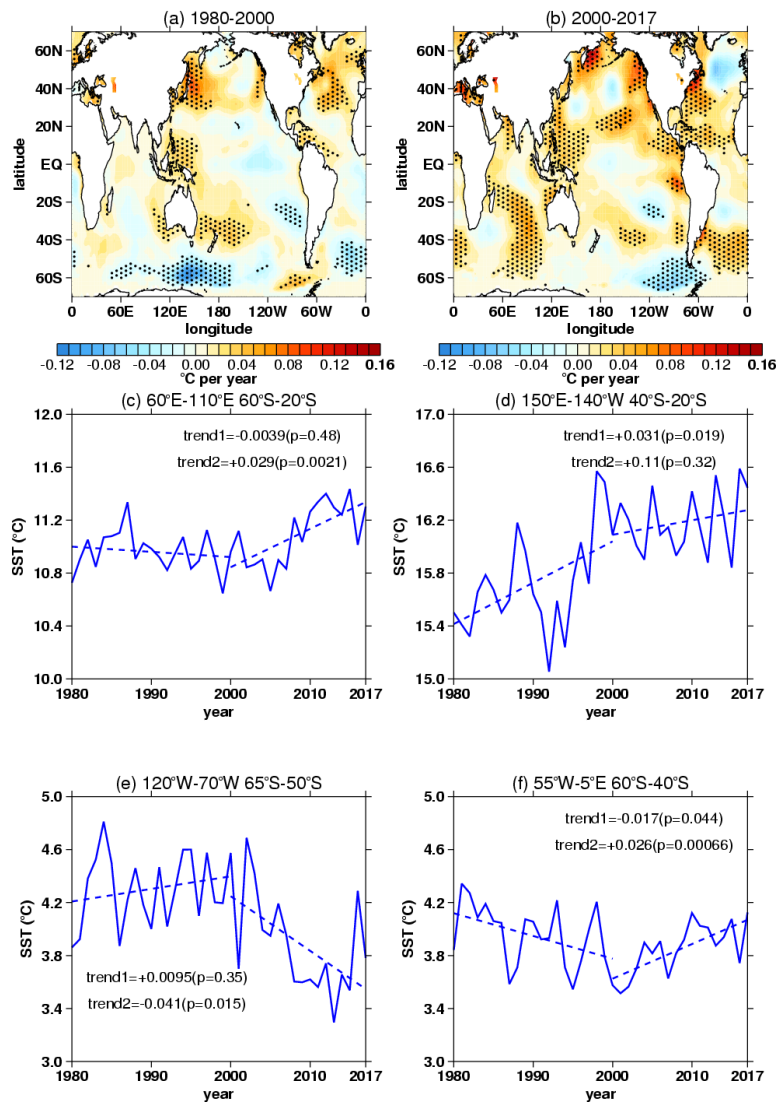 (a) 1980-2000
(b) 2000-2017
60N
40N
20N
EQ
20S
40S
60S
latitude
0
60E
120E
180
120W
60W
0
longitude
60N
40N
20N
EQ
20S
40S
60S
latitude
0
60E
120E
180
120W
60W
0
longitude
-0.12 -0.08 -0.04 0.00 0.04 0.08 0.12 0.16
°C per year
-0.12 -0.08 -0.04 0.00 0.04 0.08 0.12 0.16
°C per year
(c) 60°E-110°E 60°S-20°S
trend1=-0.0039(p=0.48)
trend2=+0.029(p=0.0021)
12.0
11.6
11.2
10.8
10.4
10.0
SST (°C)
1980 1990 2000 2010 2017
year
(d) 150°E-140°W 40°S-20°S
trend1=+0.031(p=0.019)
trend2=+0.11(p=0.32)
17.0
16.6
16.2
15.8
15.4
15.0
SST (°C)
1980 1990 2000 2010 2017
year
(e) 120°W-70°W 65°S-50°S
5.0
4.6
4.2
3.8
3.4
3.0
SST (°C)
trend1=+0.0095(p=0.35)
trend2=-0.041(p=0.015)
1980 1990 2000 2010 2017
year
(f) 55°W-5°E 60°S-40°S
trend1=-0.017(p=0.044)
trend2=+0.026(p=0.00066)
5.0
4.6
4.2
3.8
3.4
3.0
SST (°C)
1980 1990 2000 2010 2017
year